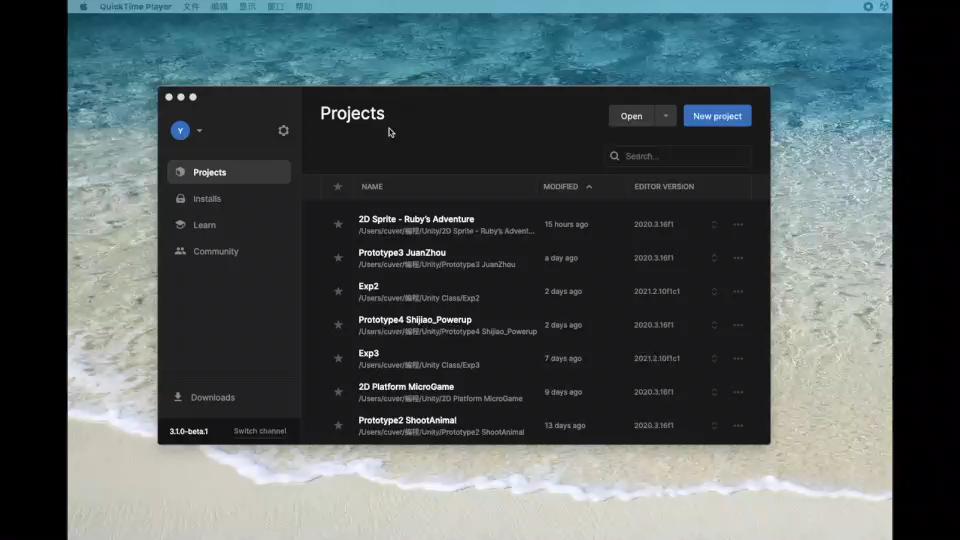 QuickTime Player 文件 编辑 显示 窗口 帮助
Y
Projects
Open
New project
Search...
Projects
Installs
Learn
Community
NAME
MODIFIED
EDITOR VERSION
2D Sprite - Ruby's Adventure
/Users/cuver/编程/Unity/2D Sprite - Ruby's Advent...
15 hours ago
2020.3.16f1
Prototype3 JuanZhou
/Users/cuver/编程/Unity/Prototype3 JuanZhou
a day ago
2020.3.16f1
Exp2
/Users/cuver/编程/Unity Class/Exp2
2 days ago
2021.2.10f1c1
Prototype4 Shijiao_Powerup
/Users/cuver/编程/Unity/Prototype4 Shijiao_Powerup
2 days ago
2020.3.16f1
Exp3
/Users/cuver/编程/Unity Class/Exp3
7 days ago
2021.2.10f1c1
2D Platform MicroGame
/Users/cuver/编程/Unity/2D Platform MicroGame
9 days ago
2020.3.16f1
Prototype2 ShootAnimal
/Users/cuver/编程/Unity/Prototype2 ShootAnimal
13 days ago
2020.3.16f1
Downloads
3.1.0-beta.1
Switch channel